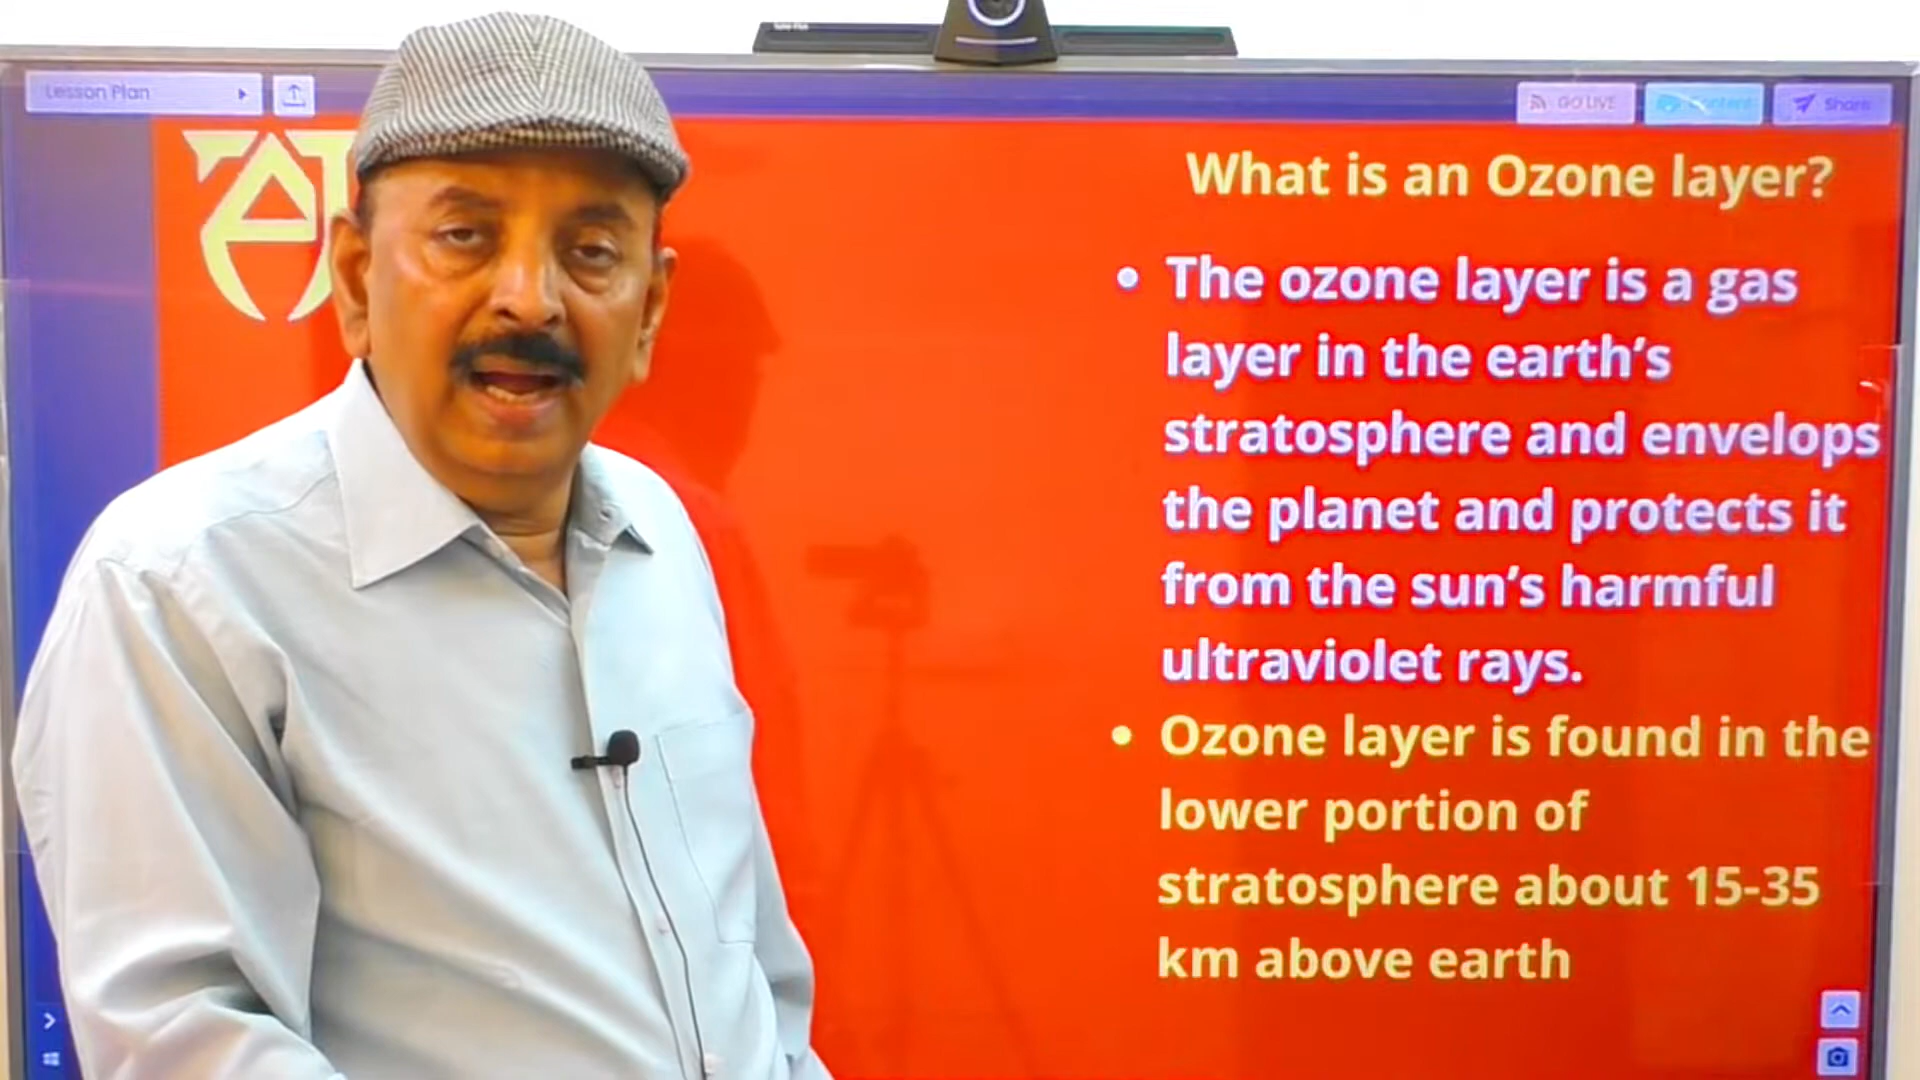 Lesson Plan
GO LIVE
Content
Share
What is an Ozone layer?
• The ozone layer is a gas
layer in the earth’s
stratosphere and envelops
the planet and protects it
from the sun’s harmful
ultraviolet rays.
• Ozone layer is found in the
lower portion of
stratosphere about 15-35
km above earth